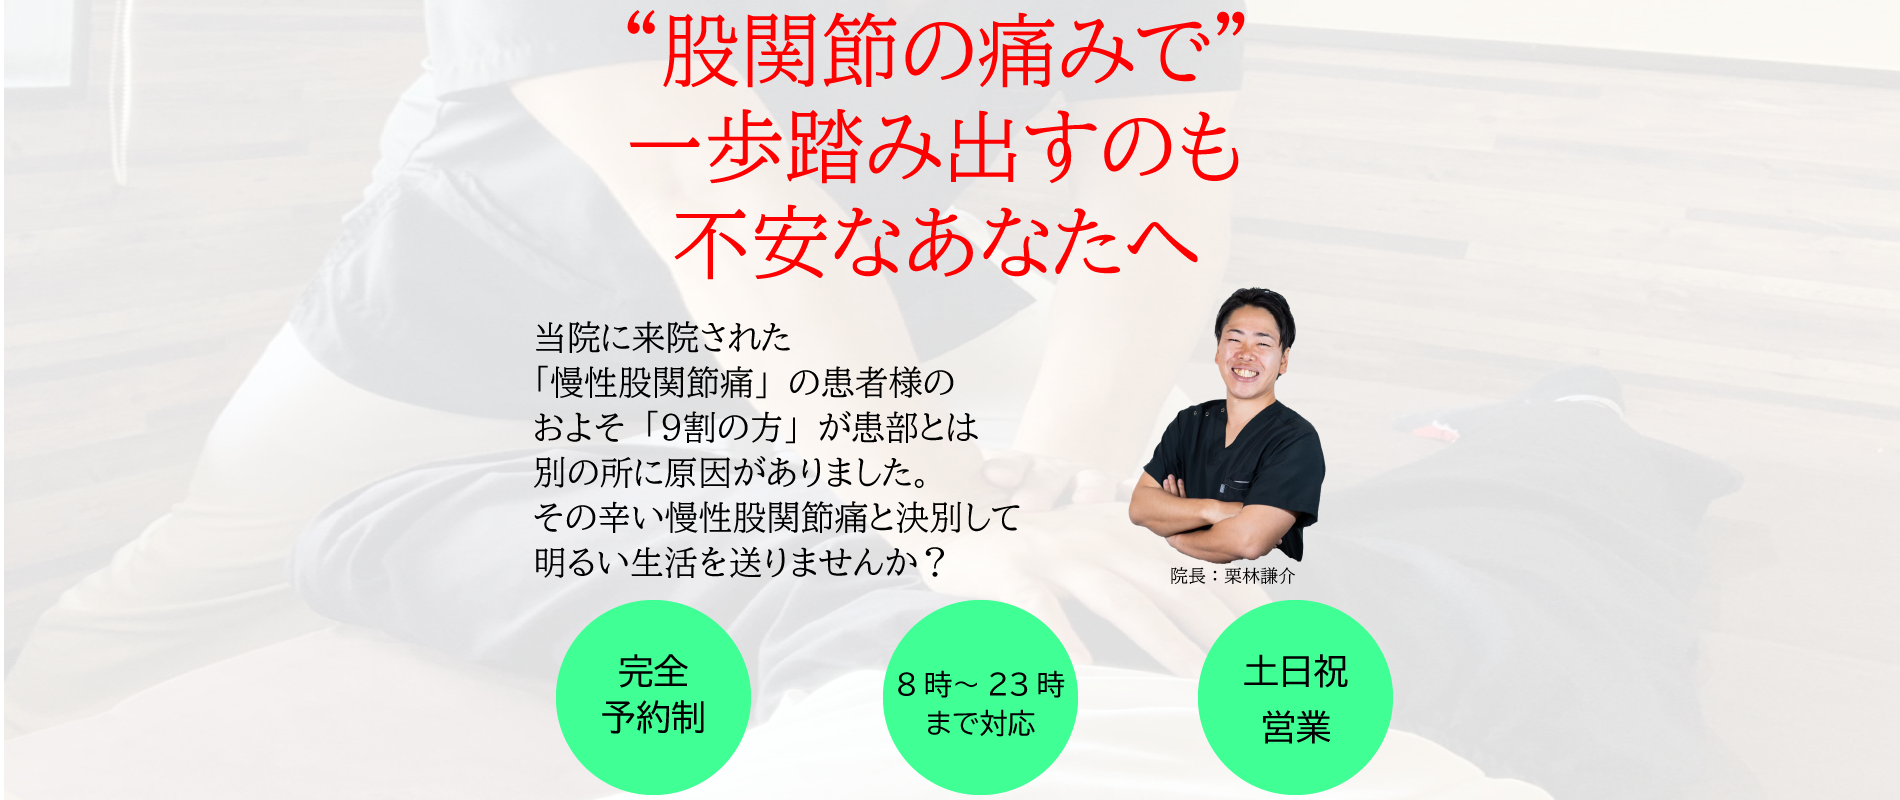 “股関節の痛みで”
一歩踏み出すのも
不安なあなたへ
当院に来院された
「慢性股関節痛」の患者様の
およそ「9割の方」が患部とは
別の所に原因がありました。
その辛い慢性股関節痛と決別して
明るい生活を送りませんか？
院長：栗林謙介
完全
予約制
8時～23時
まで対応
土日祝
営業